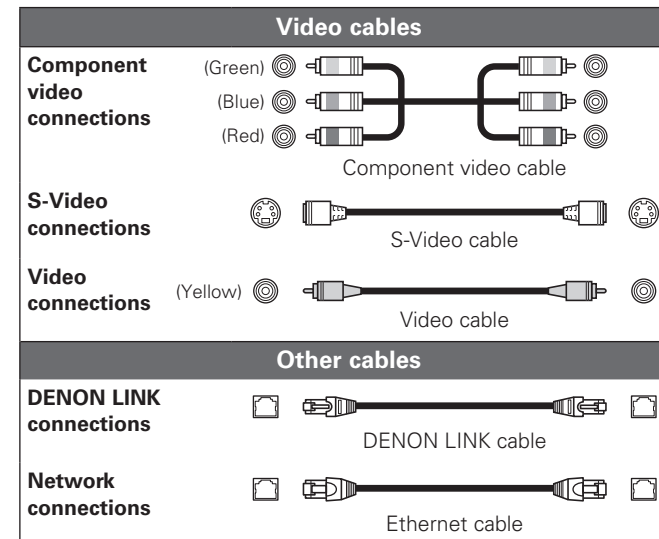 Video cables
Component
video
connections
(Green)
(Blue)
(Red)
Component video cable
S-Video
connections
S-Video cable
Video
connections
(Yellow)
Video cable
Other cables
DENON LINK
connections
DENON LINK cable
Network
connections
Ethernet cable